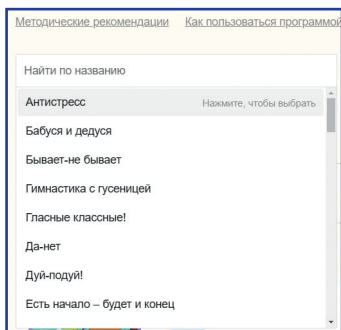 Методические рекомендации Как пользоваться программой
Найти по названию
Антистресс Нажмите, чтобы выбрать
Бабуся и дедуся
Бывает-не бывает
Гимнастика с гусеницей
Гласные классные!
Да-нет
Дуй-подуй!
Есть начало – будет и конец